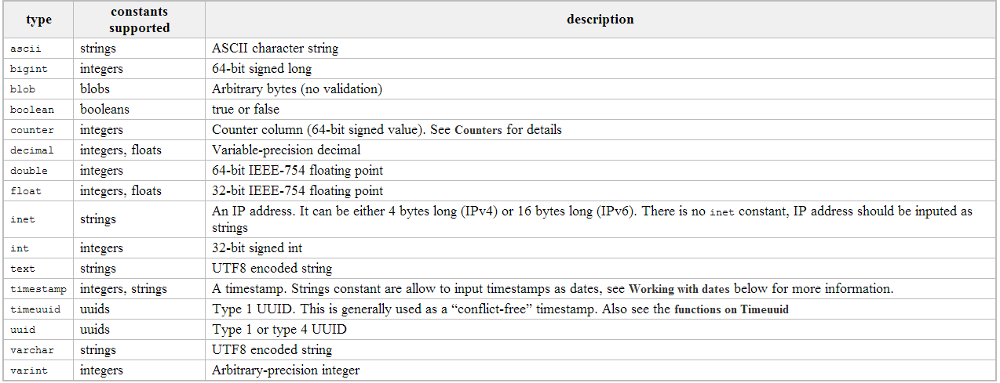 type constants supported description
ascii strings ASCII character string
bigint integers 64-bit signed long
blob blobs Arbitrary bytes (no validation)
boolean booleans true or false
counter integers Counter column (64-bit signed value). See Counters for details
decimal integers, floats Variable-precision decimal
double integers 64-bit IEEE-754 floating point
float integers, floats 32-bit IEEE-754 floating point
inet strings An IP address. It can be either 4 bytes long (IPv4) or 16 bytes long (IPv6). There is no inet constant, IP address should be inputed as
strings
int integers 32-bit signed int
text strings UTF8 encoded string
timestamp integers, strings A timestamp. Strings constant are allow to input timestamps as dates, see Working with dates below for more information.
timeuuid uuids Type 1 UUID. This is generally used as a “conflict-free” timestamp. Also see the functions on Timeuuid
uuid uuids Type 1 or type 4 UUID
varchar strings UTF8 encoded string
varint integers Arbitrary-precision integer